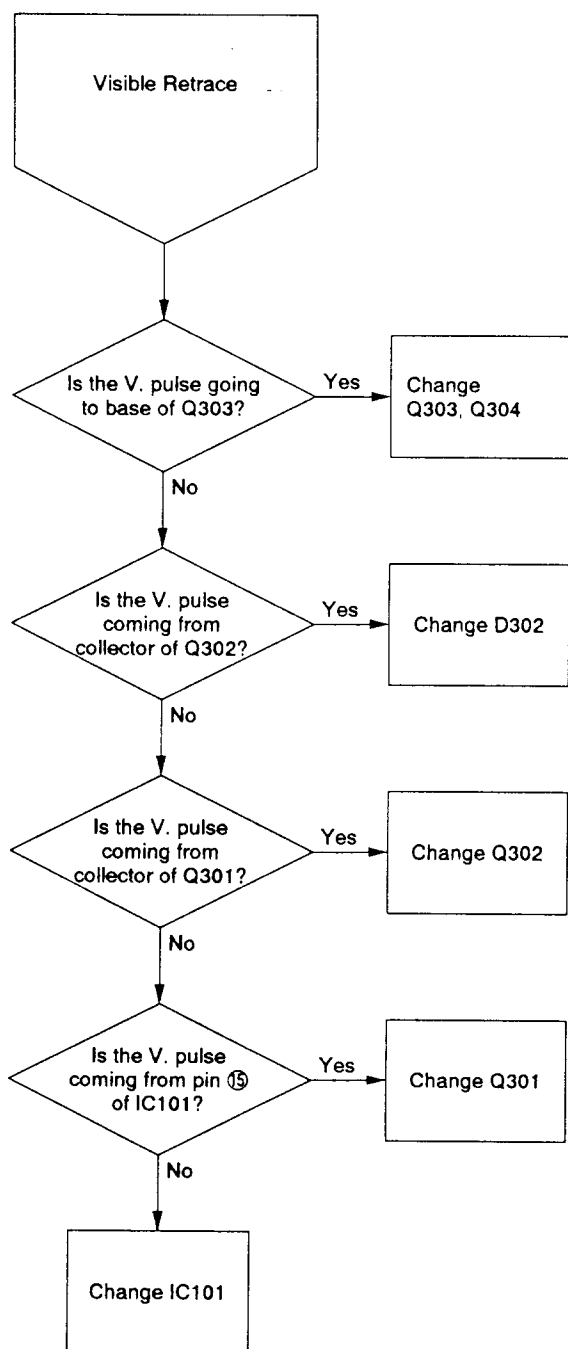 Visible Retrace
Is the V. pulse going
to base of Q303?
Yes
Change
Q303, Q304
No
Is the V. pulse
coming from
collector of Q302?
Yes
Change D302
No
Is the V. pulse
coming from
collector of Q301?
Yes
Change Q302
No
Is the V. pulse
coming from pin ⑮
of IC101?
Yes
Change Q301
No
Change IC101